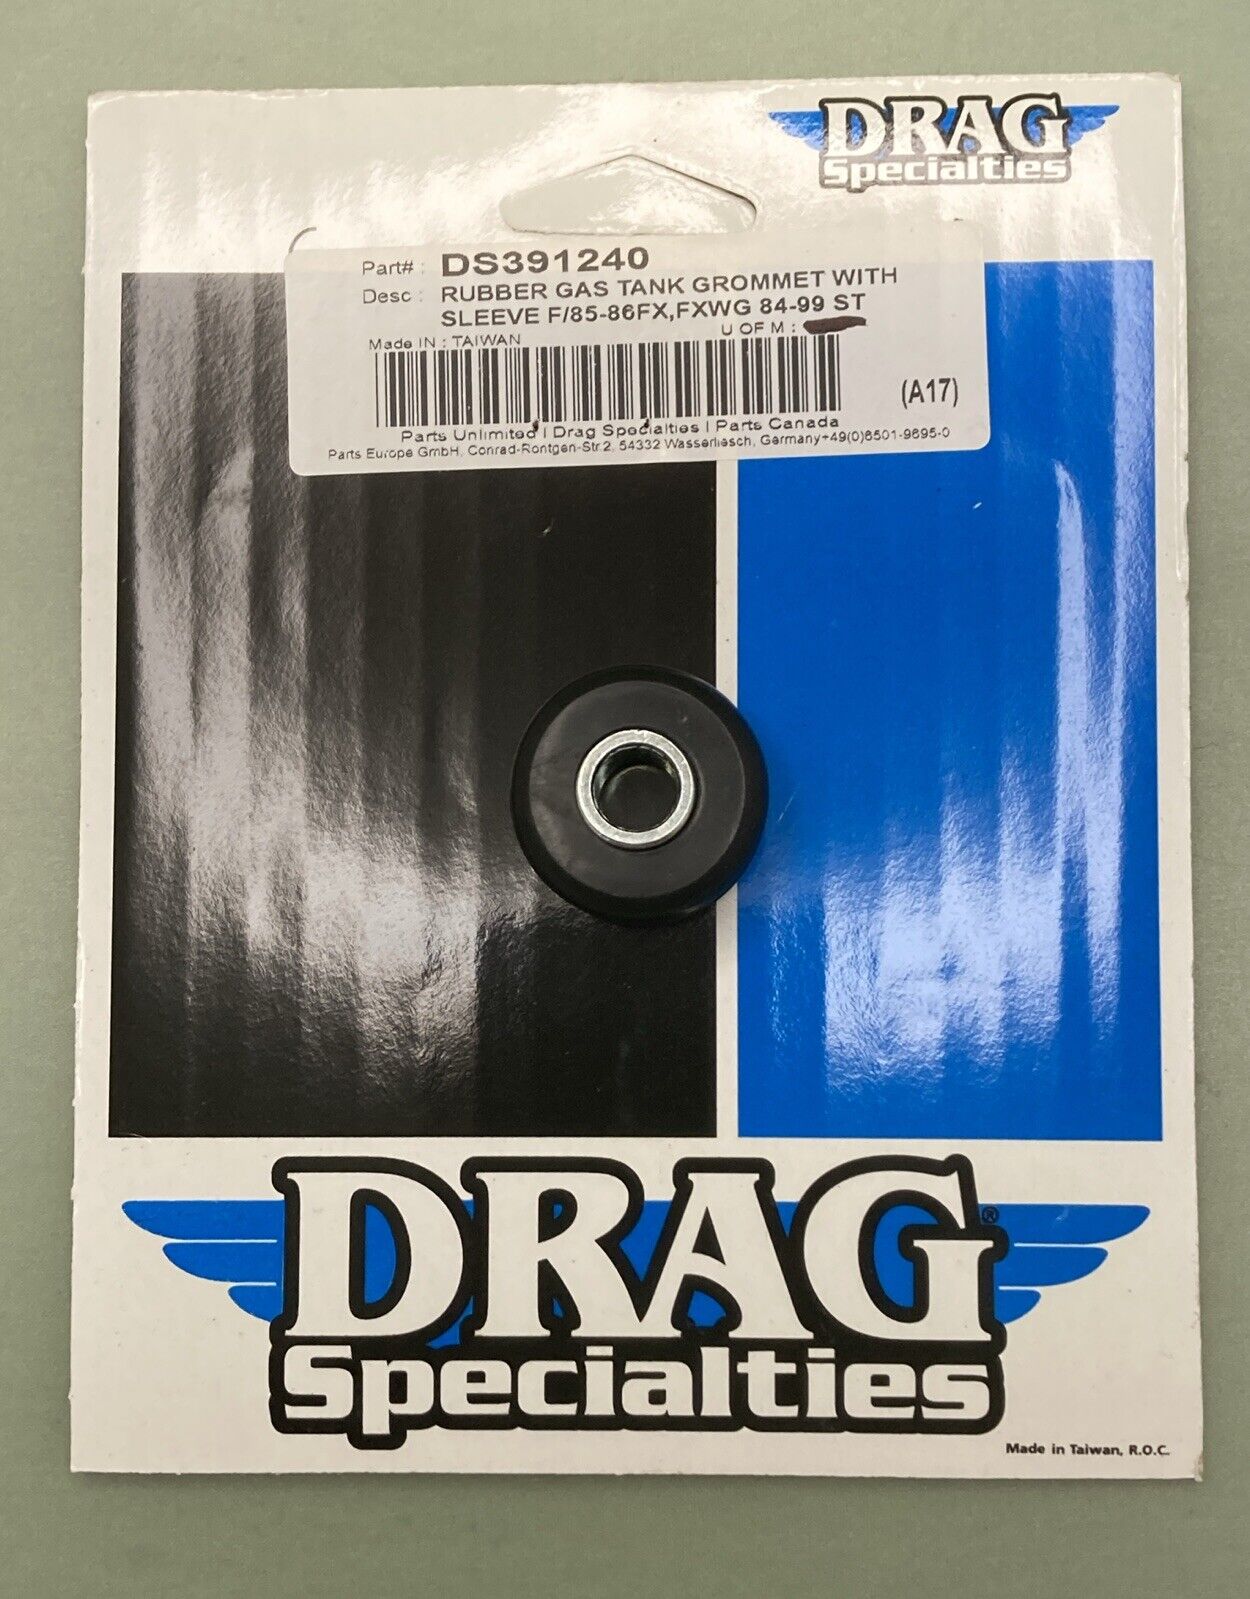 DRAG
Specialties
Part# : DS391240
Desc : RUBBER GAS TANK GROMMET WITH
SLEEVE F/85-86FX,FXWG 84-99 ST
Made IN : TAIWAN U OF M :
(A17)
Parts Unlimited | Drag Specialties | Parts Canada
Parts Europe GmbH, Conrad-Rontgen-Str.2, 54332 Wasserliesch, Germany+49(0)6501-9695-0
DRAG®
Specialties
Made in Taiwan, R.O.C.